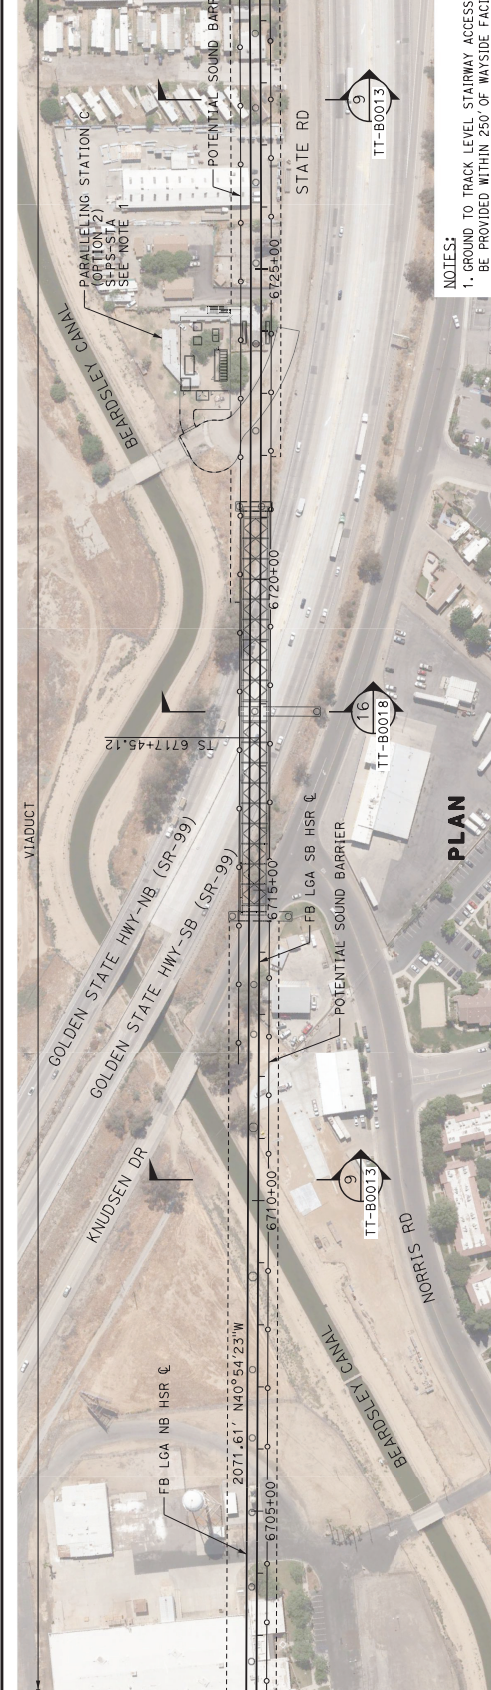 VIADUCT
POTENTIAL SOUND BARR
STATE RD
9
TT-B0013
NOTES:
1. GROUND TO TRACK LEVEL STAIRWAY ACCESS
BE PROVIDED WITHIN 250' OF WAYSIDE FACI
PARALLELING STATION C
(OPTION 2)
SEE NOTE 1
BEARDSLEY CANAL
6725+00
6720+00
TS 6717+45.12
16
TT-B0018
PLAN
GOLDEN STATE HWY-NB (SR-99)
GOLDEN STATE HWY-SB (SR-99)
6715+00
FB LGA SB HSR ℄
POTENTIAL SOUND BARRIER
KNUDSEN DR
6710+00
9
TT-B0013
NORRIS RD
BEARDSLEY CANAL
2071.61' N40°54'23"W
FB LGA NB HSR ℄
6705+00